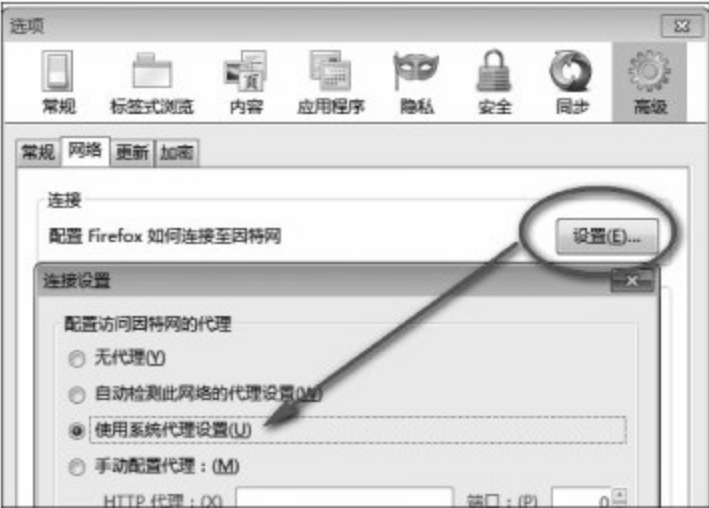 选项
常规 标签式浏览 内容 应用程序 隐私 安全 同步 高级
常规 网络 更新 加密
连接
配置 Firefox 如何连接至因特网 设置(E)...
连接设置
配置访问因特网的代理
无代理(Y)
自动检测此网络的代理设置(W)
使用系统代理设置(U)
手动配置代理：(M)
HTTP 代理：(X) 端口：(P) 0